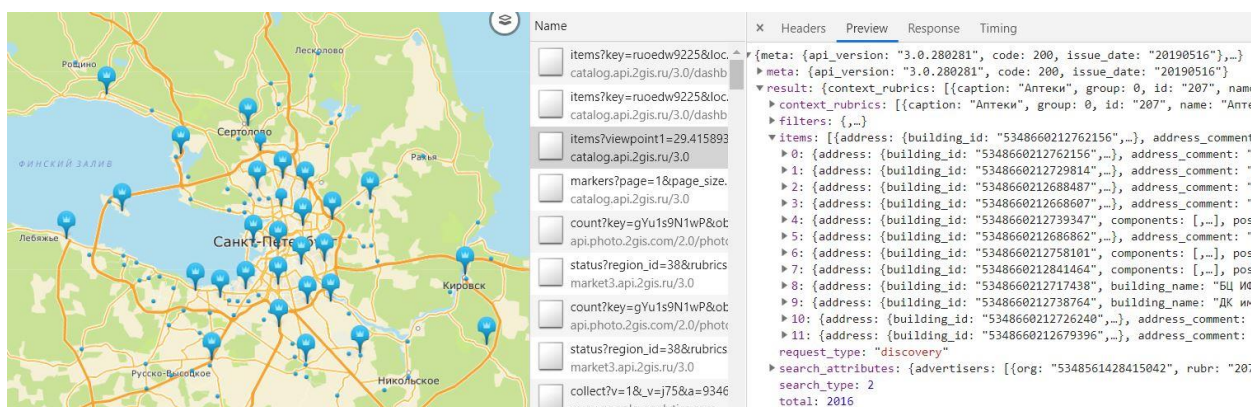 Лесколово
Рощино
Сертолово
ФИНСКИЙ ЗАЛИВ
Рахья
Лебяжье
Санкт-Петербург
Кировск
Русско-Высоцкое
Никольское
Name
items?key=ruoedw9225&loc.
catalog.api.2gis.ru/3.0/dashb
items?key=ruoedw9225&loc.
catalog.api.2gis.ru/3.0/dashb
items?viewpoint1=29.415893
catalog.api.2gis.ru/3.0
markers?page=1&page_size.
catalog.api.2gis.ru/3.0
count?key=gYu1s9N1wP&ob
api.photo.2gis.com/2.0/photo
status?region_id=38&rubrics
market3.api.2gis.ru/3.0
count?key=gYu1s9N1wP&ob
api.photo.2gis.com/2.0/photo
status?region_id=38&rubrics
market3.api.2gis.ru/3.0
collect?v=1&_v=j75&a=9346
× Headers Preview Response Timing
▼{meta: {api_version: "3.0.280281", code: 200, issue_date: "20190516"},…}
▶meta: {api_version: "3.0.280281", code: 200, issue_date: "20190516"}
▼result: {context_rubrics: [{caption: "Аптеки", group: 0, id: "207", nam
▶context_rubrics: [{caption: "Аптеки", group: 0, id: "207", name: "Апте
▶filters: {,…}
▼items: [{address: {building_id: "5348660212762156",…}, address_comment
▶0: {address: {building_id: "5348660212762156",…}, address_comment: "
▶1: {address: {building_id: "5348660212729814",…}, address_comment: "
▶2: {address: {building_id: "5348660212688487",…}, address_comment: "
▶3: {address: {building_id: "5348660212668607",…}, address_comment: "
▶4: {address: {building_id: "5348660212739347", components: [,…], pos
▶5: {address: {building_id: "5348660212686862",…}, address_comment: "
▶6: {address: {building_id: "5348660212758101", components: [,…], pos
▶7: {address: {building_id: "5348660212841464", components: [,…], pos
▶8: {address: {building_id: "5348660212717438", building_name: "БЦ ИФ
▶9: {address: {building_id: "5348660212738764", building_name: "ДК им
▶10: {address: {building_id: "5348660212726240",…}, address_comment:
▶11: {address: {building_id: "5348660212679396",…}, address_comment:
request_type: "discovery"
▶search_attributes: {advertisers: [{org: "5348561428415042", rubr: "207
search_type: 2
total: 2016